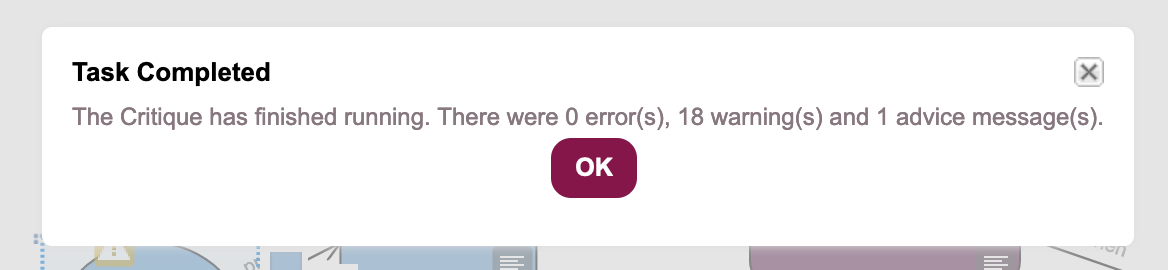 Task Completed
The Critique has finished running. There were 0 error(s), 18 warning(s) and 1 advice message(s).
OK